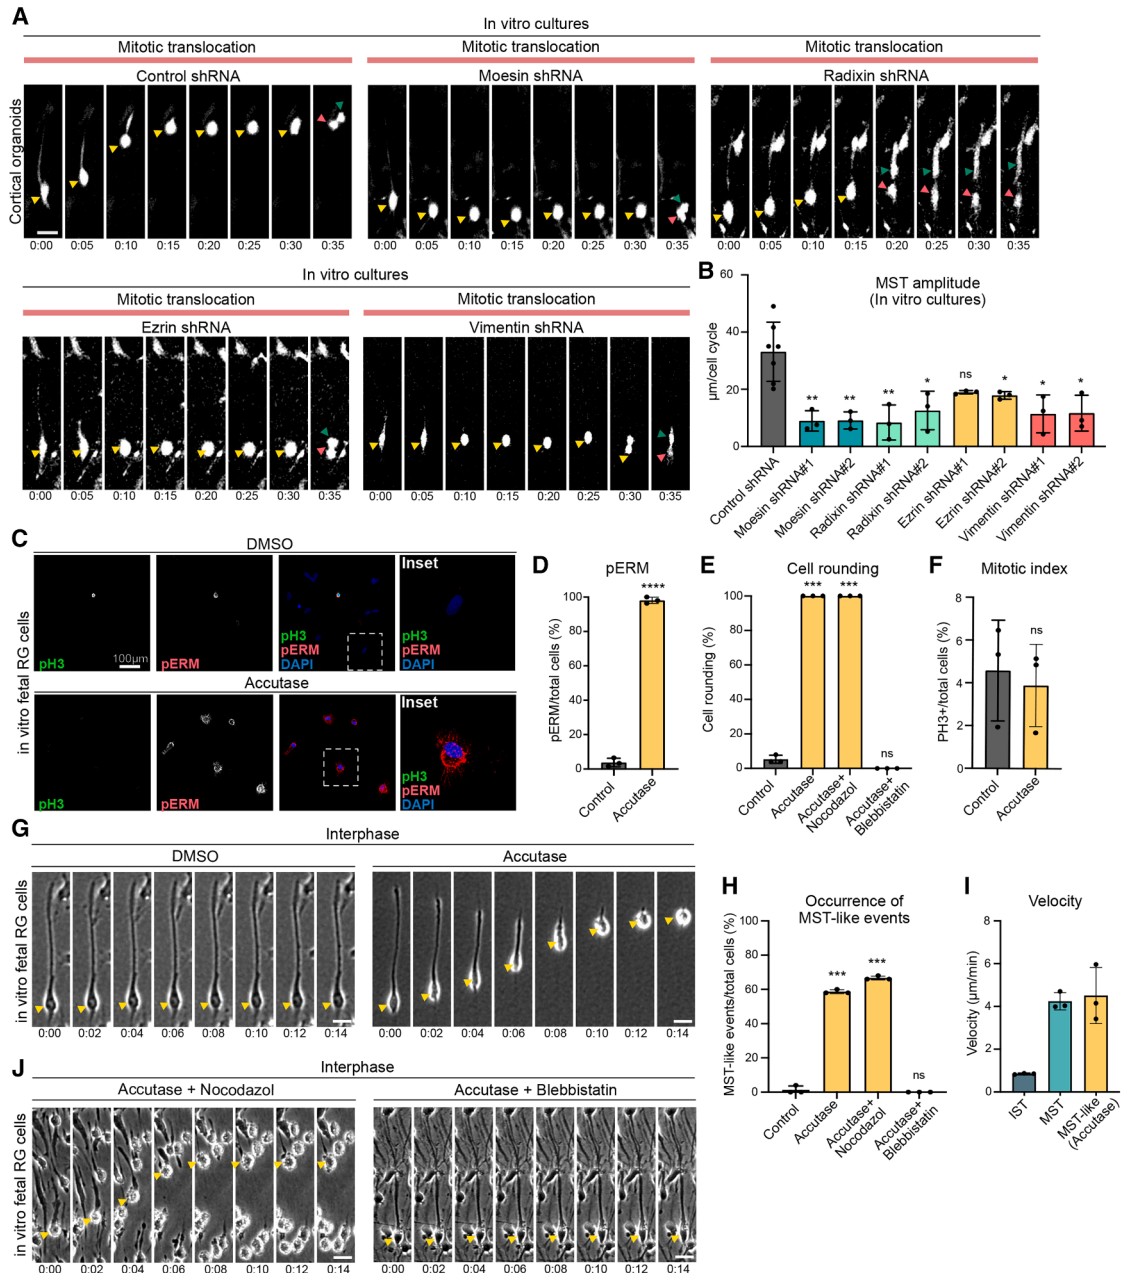 A
In vitro cultures
Mitotic translocation
Mitotic translocation
Mitotic translocation
Control shRNA
Moesin shRNA
Radixin shRNA
Cortical organoids
0:00 0:05 0:10 0:15 0:20 0:25 0:30 0:35
0:00 0:05 0:10 0:15 0:20 0:25 0:30 0:35
0:00 0:05 0:10 0:15 0:20 0:25 0:30 0:35
In vitro cultures
Mitotic translocation
Mitotic translocation
Ezrin shRNA
Vimentin shRNA
0:00 0:05 0:10 0:15 0:20 0:25 0:30 0:35
0:00 0:05 0:10 0:15 0:20 0:25 0:30 0:35
B
MST amplitude
(In vitro cultures)
µm/cell cycle
60
40
20
0
** ** ** * ns * * *
Control shRNA
Moesin shRNA#1
Moesin shRNA#2
Radixin shRNA#1
Radixin shRNA#2
Ezrin shRNA#1
Ezrin shRNA#2
Vimentin shRNA#1
Vimentin shRNA#2
C
in vitro fetal RG cells
DMSO
pH3
100µm
pERM
pH3
pERM
DAPI
Inset
pH3
pERM
DAPI
Accutase
pH3
pERM
pH3
pERM
DAPI
Inset
pH3
pERM
DAPI
D
pERM
pERM/total cells (%)
100
80
60
40
20
0
****
Control
Accutase
E
Cell rounding
Cell rounding (%)
100
80
60
40
20
0
*** *** ns
Control
Accutase
Accutase+
Nocodazol
Accutase+
Blebbistatin
F
Mitotic index
PH3+/total cells (%)
8
6
4
2
0
ns
Control
Accutase
G
Interphase
DMSO
Accutase
in vitro fetal RG cells
0:00 0:02 0:04 0:06 0:08 0:10 0:12 0:14
0:00 0:02 0:04 0:06 0:08 0:10 0:12 0:14
H
Occurrence of
MST-like events
MST-like events/total cells (%)
100
80
60
40
20
0
*** *** ns
Control
Accutase
Accutase+
Nocodazol
Accutase+
Blebbistatin
I
Velocity
Velocity (µm/min)
8
6
4
2
0
IST
MST
MST-like
(Accutase)
J
Interphase
Accutase + Nocodazol
Accutase + Blebbistatin
in vitro fetal RG cells
0:00 0:02 0:04 0:06 0:08 0:10 0:12 0:14
0:00 0:02 0:04 0:06 0:08 0:10 0:12 0:14